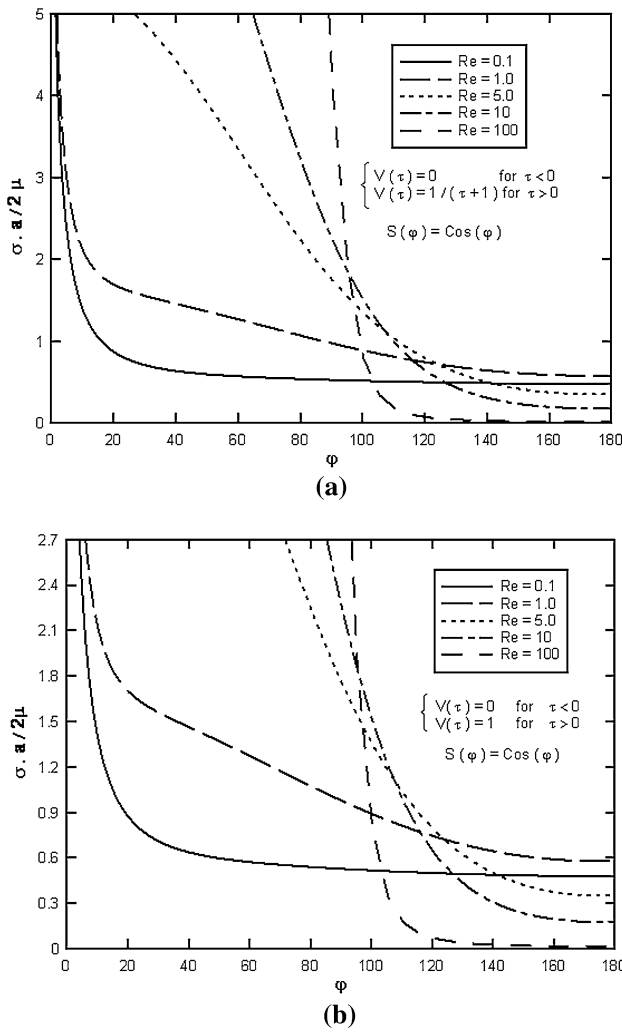 5
4
3
2
1
0
σ. a / 2 μ
Re = 0.1
Re = 1.0
Re = 5.0
Re = 10
Re = 100
V(τ) = 0 for τ < 0
V(τ) = 1 / (τ + 1) for τ > 0
S(φ) = Cos(φ)
0 20 40 60 80 100 120 140 160 180
φ
(a)
2.7
2.4
2.1
1.8
1.5
1.2
0.9
0.6
0.3
0
σ. a / 2μ
Re = 0.1
Re = 1.0
Re = 5.0
Re = 10
Re = 100
V(τ) = 0 for τ < 0
V(τ) = 1 for τ > 0
S(φ) = Cos(φ)
0 20 40 60 80 100 120 140 160 180
φ
(b)